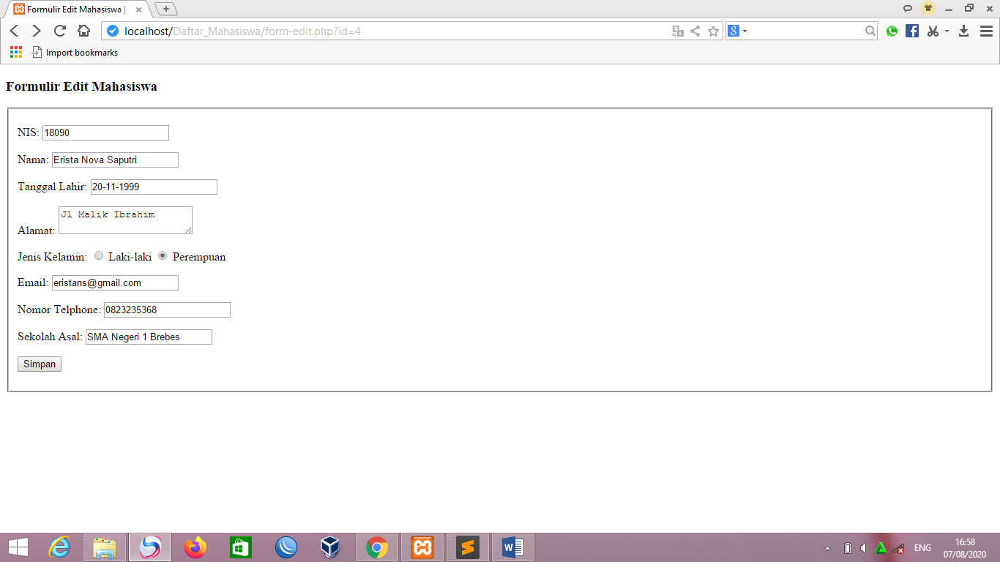 Formulir Edit Mahasiswa |
localhost/Daftar_Mahasiswa/form-edit.php?id=4
Import bookmarks
Formulir Edit Mahasiswa
NIS: 18090
Nama: Erista Nova Saputri
Tanggal Lahir: 20-11-1999
Alamat: Jl Malik Ibrahim
Jenis Kelamin: Laki-laki Perempuan
Email: eristans@gmail.com
Nomor Telphone: 0823235368
Sekolah Asal: SMA Negeri 1 Brebes
Simpan
ENG
16:58
07/08/2020